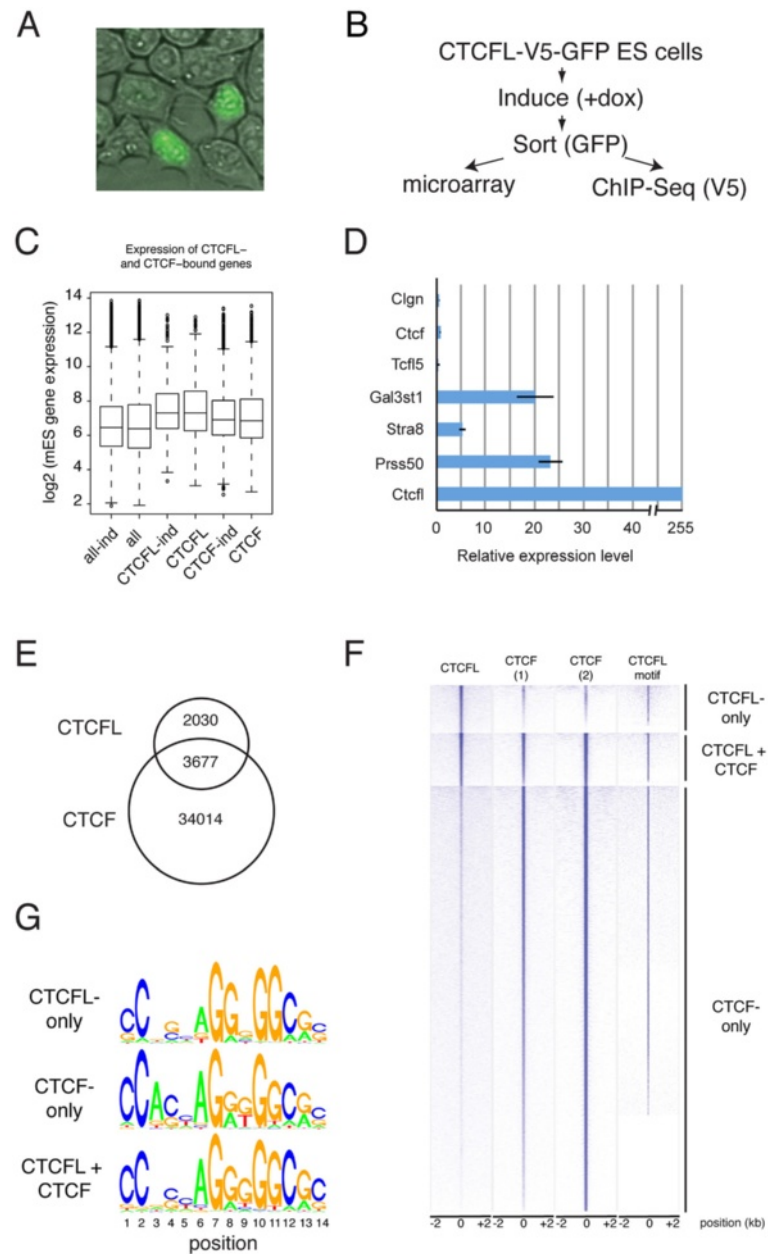 A
B
CTCFL-V5-GFP ES cells
Induce (+dox)
Sort (GFP)
microarray ChIP-Seq (V5)
C
Expression of CTCFL–
and CTCF–bound genes
log2 (mES gene expression)
14
12
10
8
6
4
2
all-ind
all
CTCFL-ind
CTCFL
CTCF-ind
CTCF
D
Clgn
Ctcf
Tcfl5
Gal3st1
Stra8
Prss50
Ctcfl
0 10 20 30 40 255
Relative expression level
E
CTCFL
2030
3677
CTCF
34014
F
CTCFL
CTCF
(1)
CTCF
(2)
CTCFL
motif
CTCFL-
only
CTCFL +
CTCF
CTCF-
only
-2 0 +2 -2 0 +2 -2 0 +2 -2 0 +2 position (kb)
G
CTCFL-
only
CTCF-
only
CTCFL +
CTCF
1 2 3 4 5 6 7 8 9 10 11 12 13 14
position